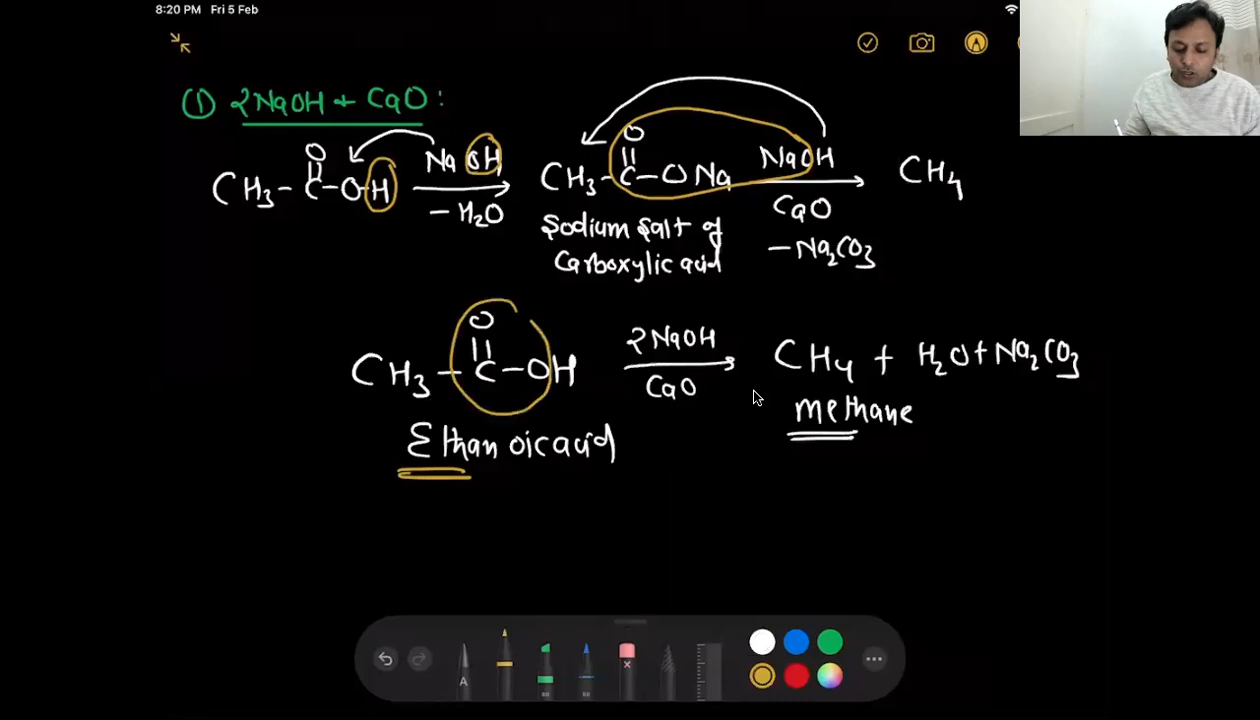 8:20 PM Fri 5 Feb
(1) 2NaOH + CaO :
O O
CH3 - C - OH NaOH CH3 - C - O Na NaOH CH4
- H2O CaO
Sodium Salt of - Na2CO3
Carboxylic acid
O
CH3 - C - OH 2NaOH CH4 + H2O + Na2CO3
CaO
Ethanoic acid methane
A